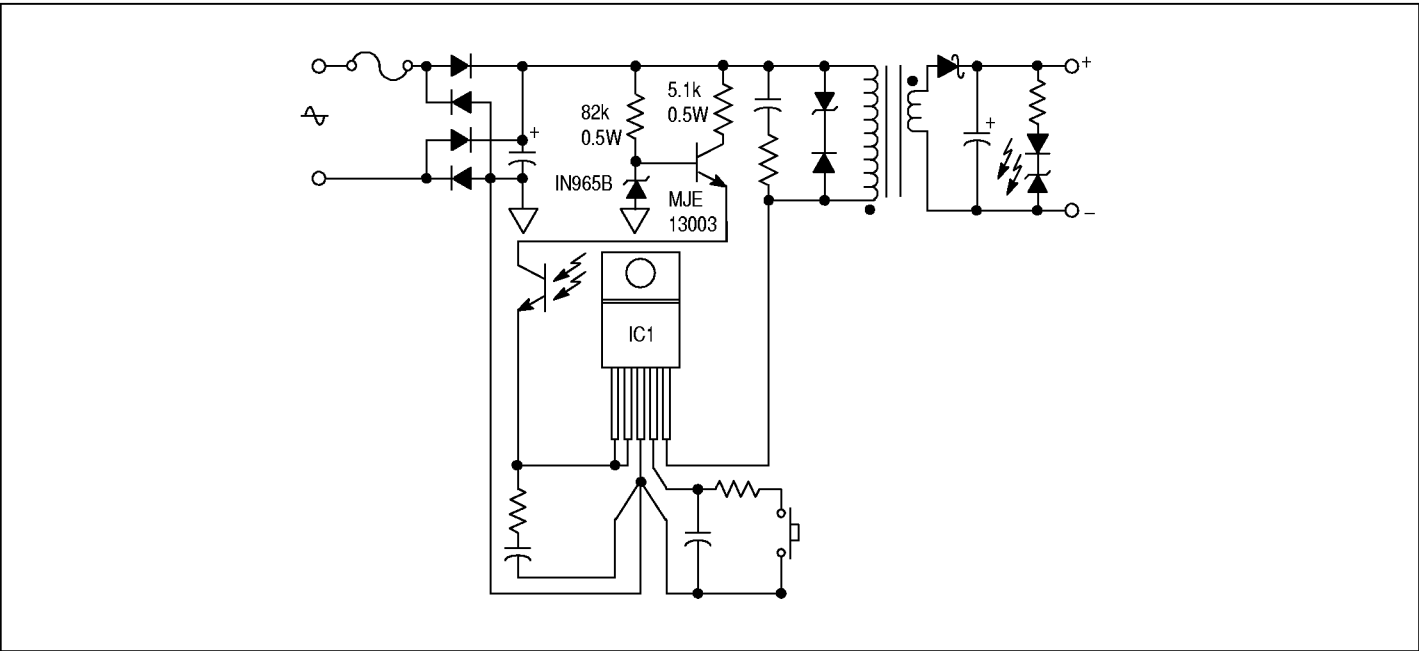 +
82k
0.5W
5.1k
0.5W
+
+
IN965B
MJE
13003
–
IC1